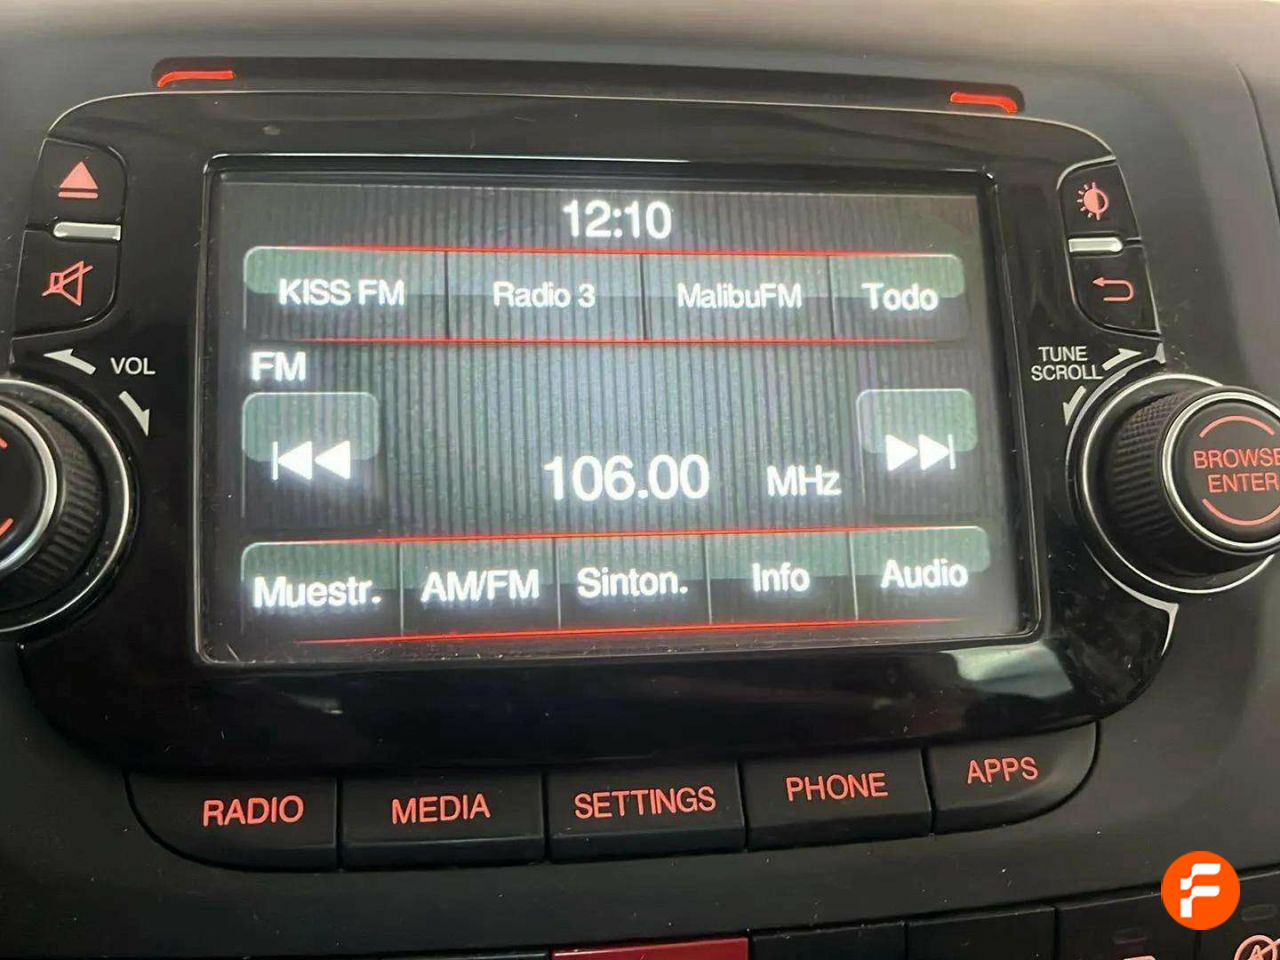 12:10
KISS FM Radio 3 MalibuFM Todo
FM
VOL
TUNE
SCROLL
106.00 MHz
BROWSE
ENTER
Muestr. AM/FM Sinton. Info Audio
RADIO MEDIA SETTINGS PHONE APPS
F